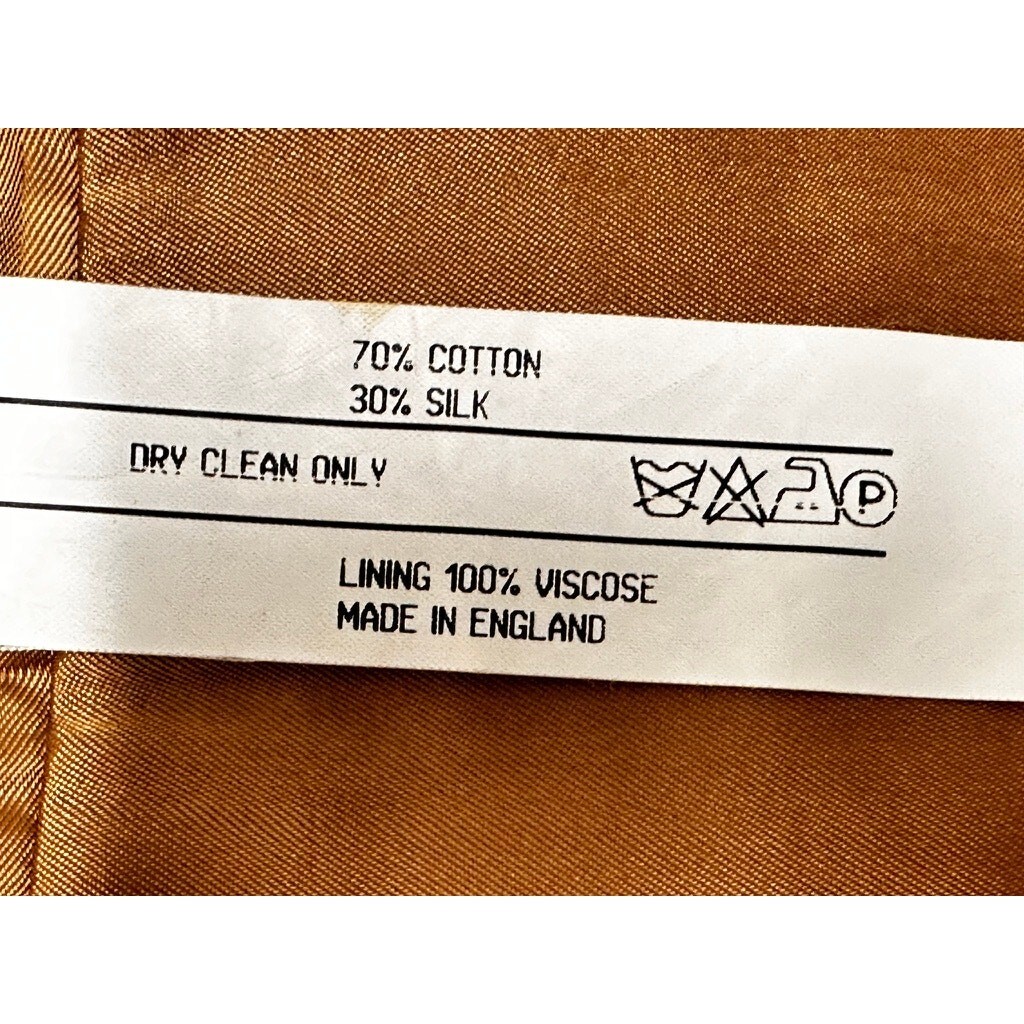 70% COTTON
30% SILK
DRY CLEAN ONLY
P
LINING 100% VISCOSE
MADE IN ENGLAND